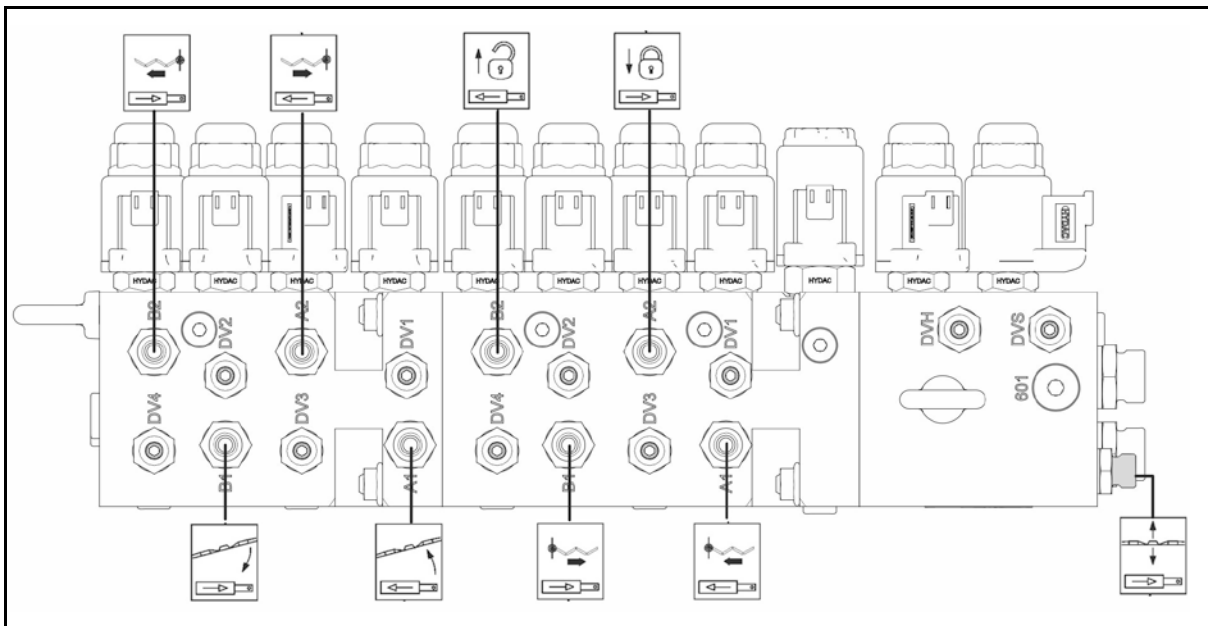 HYDAC HYDAC HYDAC HYDAC HYDAC HYDAC HYDAC HYDAC HYDAC HYDAC HYDAC
HYDAC
B2 DV2 A2 DV1 B2 DV2 A2 DV1 DVH DVS
DV4 DV3 DV4 DV3 601
B1 A1 B1 A1